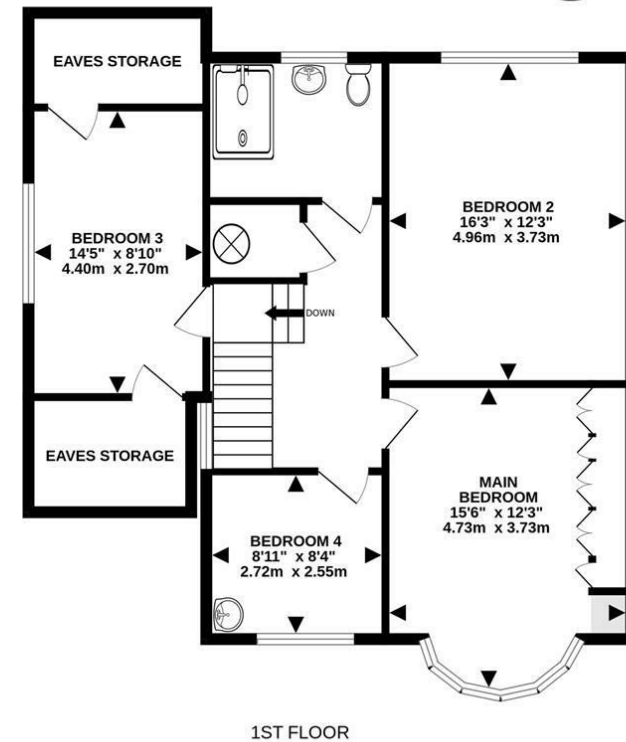 EAVES STORAGE
BEDROOM 2
16'3" x 12'3"
4.96m x 3.73m
BEDROOM 3
14'5" x 8'10"
4.40m x 2.70m
DOWN
EAVES STORAGE
MAIN
BEDROOM
15'6" x 12'3"
4.73m x 3.73m
BEDROOM 4
8'11" x 8'4"
2.72m x 2.55m
1ST FLOOR